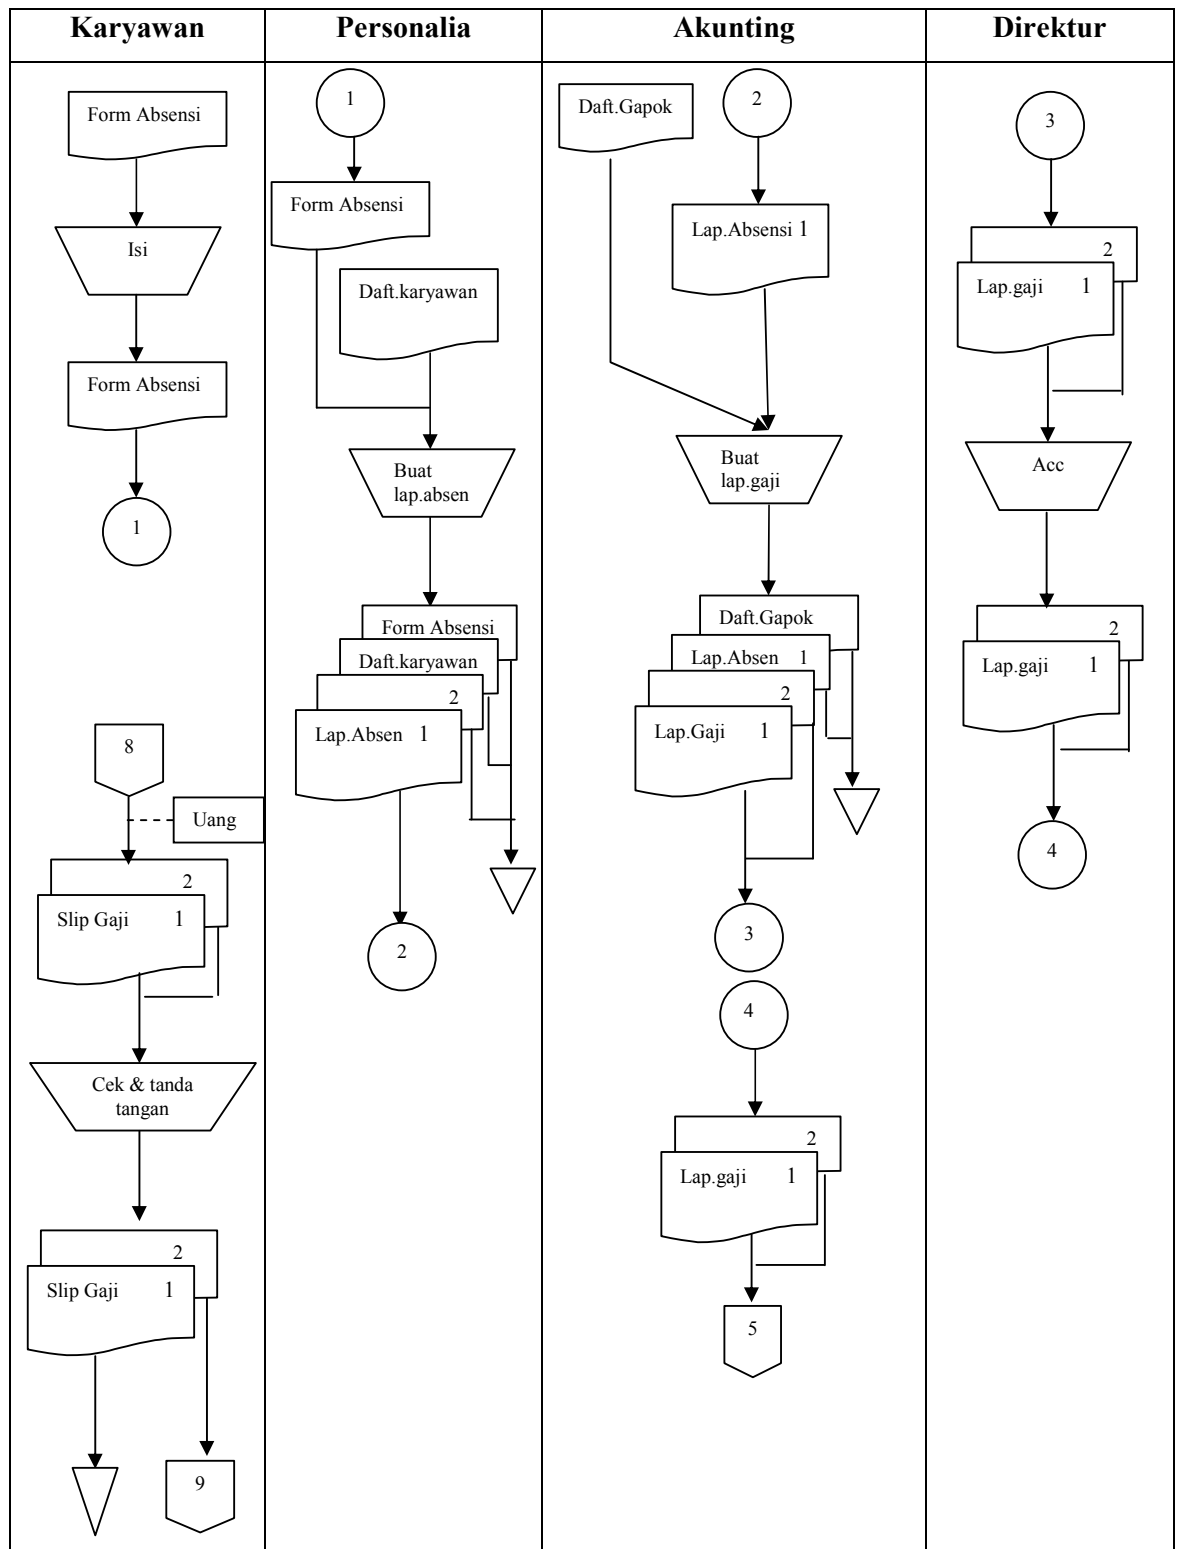 Karyawan
Personalia
Akunting
Direktur
Form Absensi
Isi
Form Absensi
1
8
Uang
2
Slip Gaji 1
Cek & tanda
tangan
2
Slip Gaji 1
9
1
Form Absensi
Daft.karyawan
Buat
lap.absen
Form Absensi
Daft.karyawan
2
Lap.Absen 1
2
Daft.Gapok
2
Lap.Absensi 1
Buat
lap.gaji
Daft.Gapok
Lap.Absen 1
2
Lap.Gaji 1
3
4
2
Lap.gaji 1
5
3
2
Lap.gaji 1
Acc
2
Lap.gaji 1
4